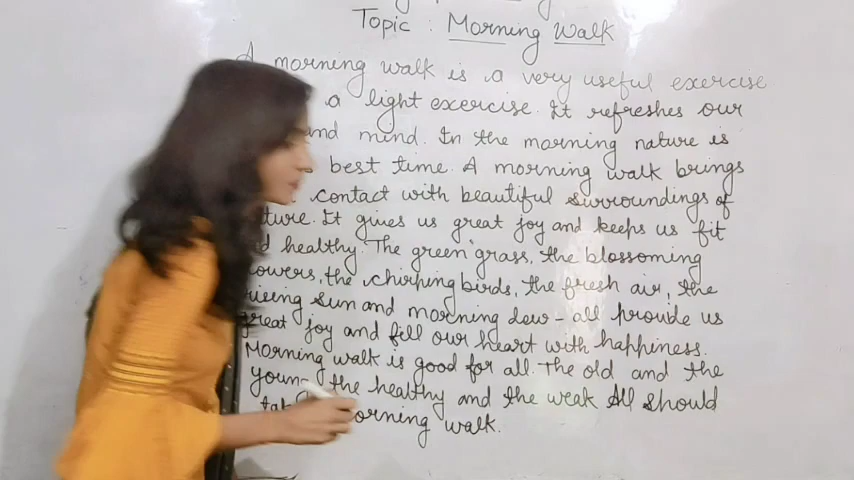 Topic : Morning Walk
A morning walk is a very useful exercise
a light exercise. It refreshes our
and mind. In the morning nature is
best time. A morning walk brings
contact with beautiful surroundings of
It gives us great joy and keeps us fit
healthy. The green grass, the blossoming
the chirping birds, the fresh air, the
rising sun and morning dew - all provide us
great joy and fill our heart with happiness.
Morning walk is good for all. The old and the
the healthy and the weak All should
walk.